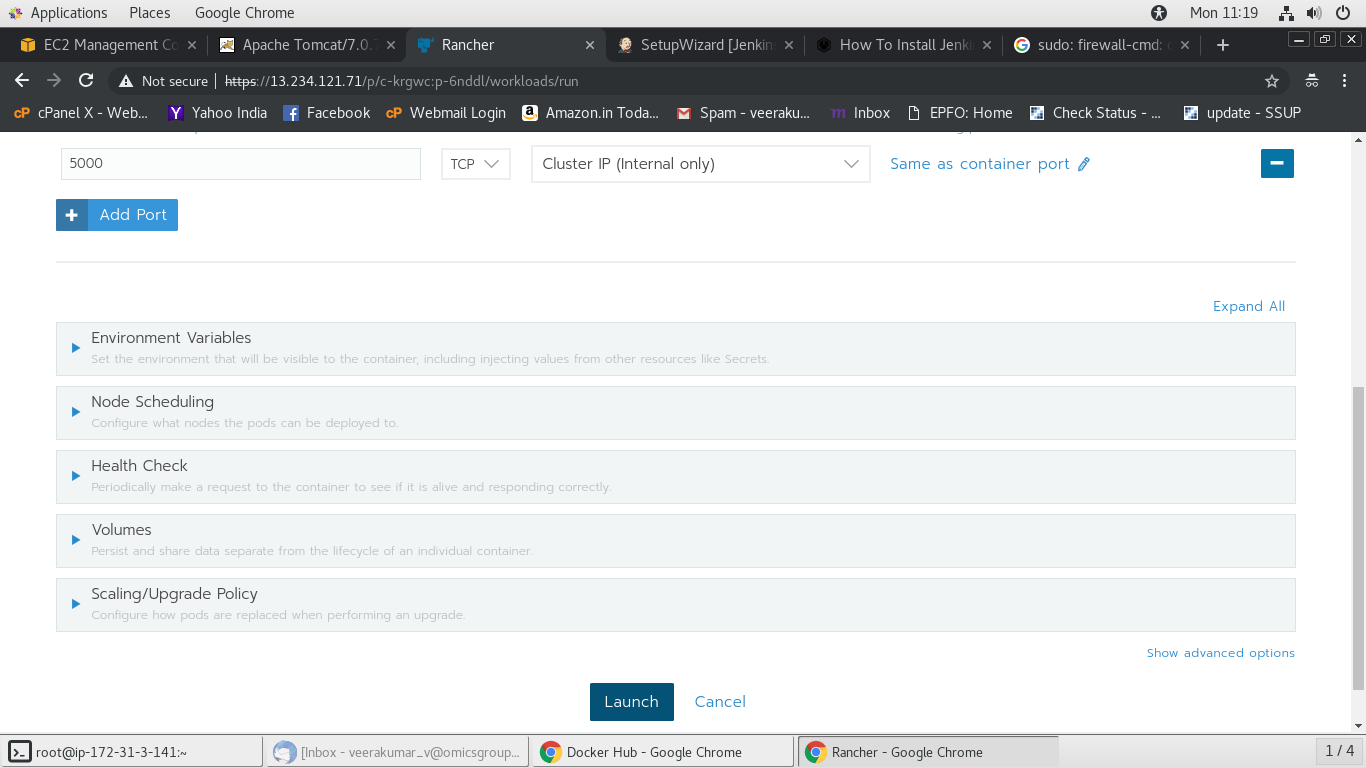 Applications Places Google Chrome Mon 11:19
EC2 Management Co Apache Tomcat/7.0.7 Rancher SetupWizard [Jenkin How To Install Jenki sudo: firewall-cmd: c
Not secure | https://13.234.121.71/p/c-krgwc:p-6nddl/workloads/run
cPanel X - Web... Yahoo India Facebook Webmail Login Amazon.in Toda... Spam - veeraku... Inbox EPFO: Home Check Status - ... update - SSUP
5000 TCP Cluster IP (Internal only) Same as container port
Add Port
Expand All
Environment Variables
Set the environment that will be visible to the container, including injecting values from other resources like Secrets.
Node Scheduling
Configure what nodes the pods can be deployed to.
Health Check
Periodically make a request to the container to see if it is alive and responding correctly.
Volumes
Persist and share data separate from the lifecycle of an individual container.
Scaling/Upgrade Policy
Configure how pods are replaced when performing an upgrade.
Show advanced options
Launch Cancel
root@ip-172-31-3-141:~ [Inbox - veerakumar_v@omicsgroup... Docker Hub - Google Chrome Rancher - Google Chrome 1 / 4